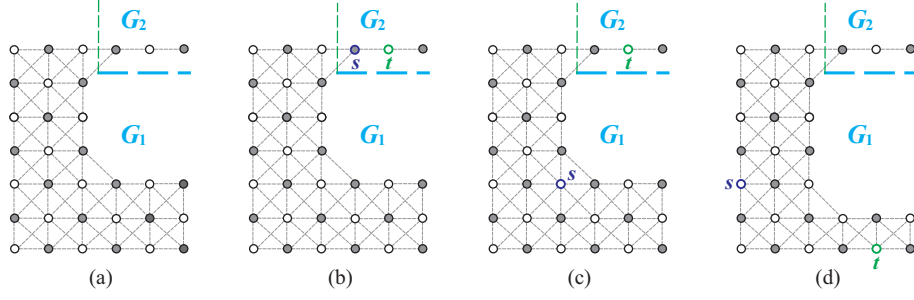 G2 G2 G2 G2
s t t
G1 G1 G1 G1
s s
t
(a) (b) (c) (d)